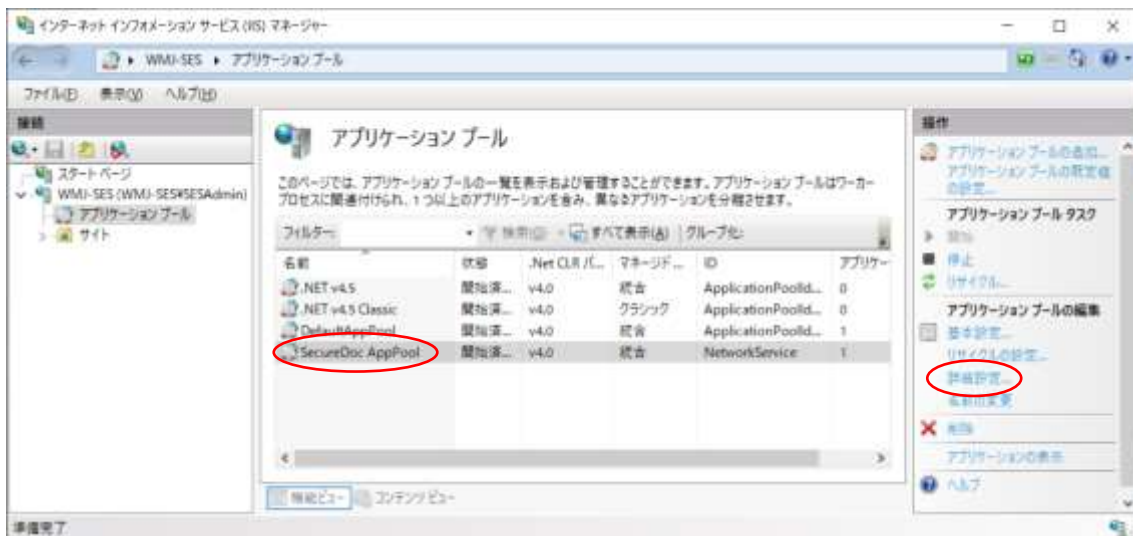 インターネット インフォメーション サービス (IIS) マネージャー
WMJ-SES
アプリケーション プール
ファイル(F) 表示(V) ヘルプ(H)
接続
スタート ページ
WMJ-SES (WMJ-SES¥SESAdmin)
アプリケーション プール
サイト
アプリケーション プール
このページでは、アプリケーション プールの一覧を表示および管理することができます。アプリケーション プールはワーカー
プロセスに関連付けられ、1 つ以上のアプリケーションを含み、異なるアプリケーションを分離させます。
フィルター: 検索(G) すべて表示(A) グループ化:
名前 状態 .Net CLR バ... マネージド... ID アプリケー
.NET v4.5 開始済... v4.0 統合 ApplicationPoolId... 0
.NET v4.5 Classic 開始済... v4.0 クラシック ApplicationPoolId... 0
DefaultAppPool 開始済... v4.0 統合 ApplicationPoolId... 1
SecureDoc AppPool 開始済... v4.0 統合 NetworkService 1
機能ビュー コンテンツ ビュー
操作
アプリケーション プールの追加...
アプリケーション プールの既定値
の設定...
アプリケーション プール タスク
開始
停止
リサイクル...
アプリケーション プールの編集
基本設定...
リサイクルの設定...
詳細設定...
名前の変更
削除
アプリケーションの表示
ヘルプ
準備完了